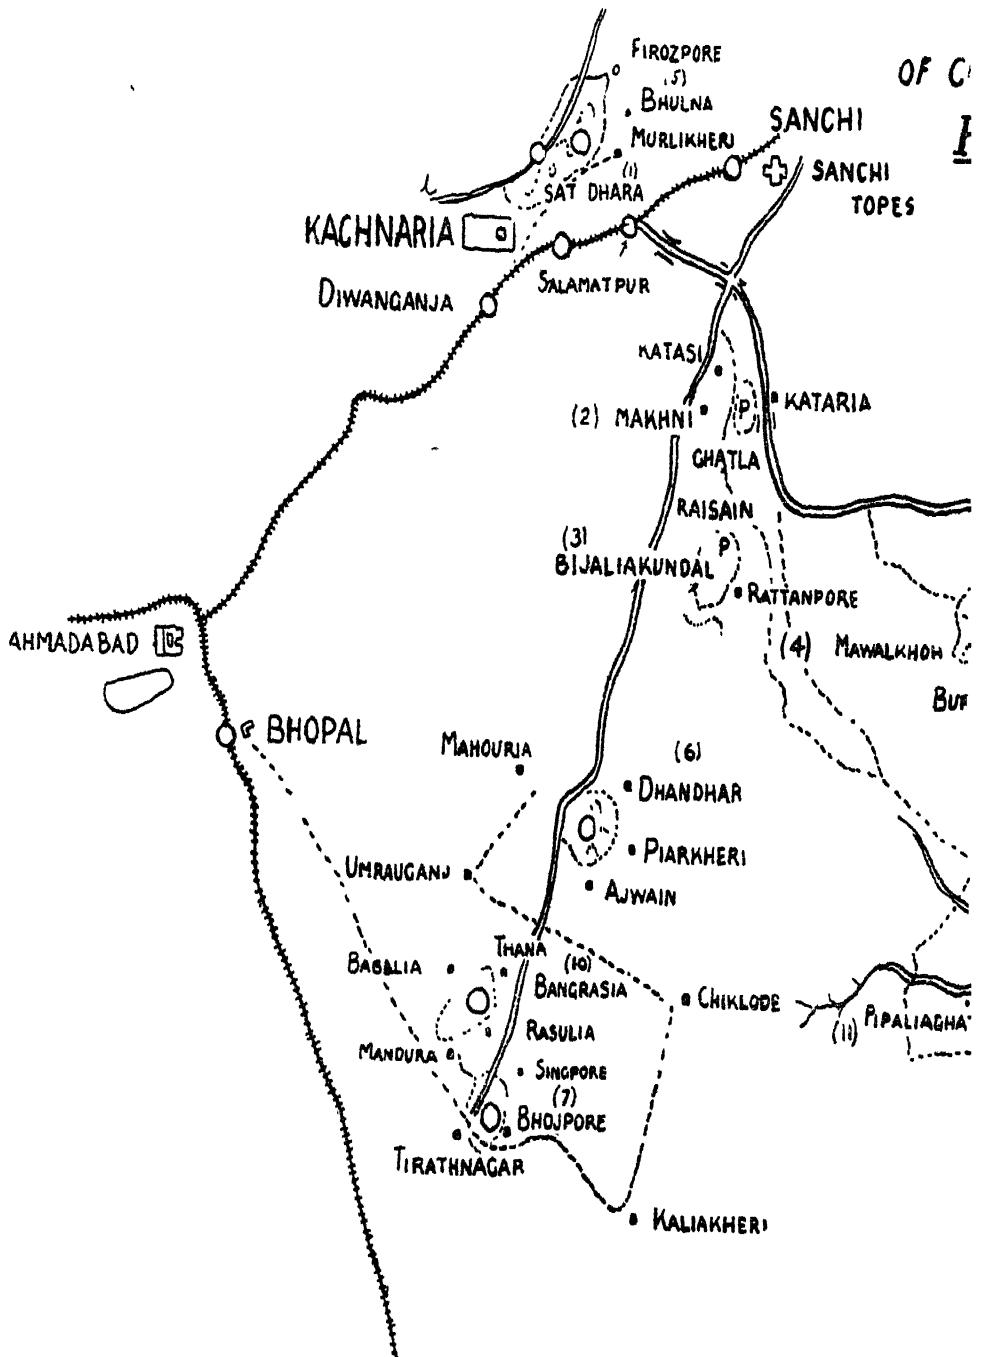 FIROZPORE
(5)
BHULNA
OF
SANCHI
MURLIKHERI
(1)
SAT DHARA
SANCHI
TOPES
KACHNARIA
SALAMATPUR
DIWANGANJA
KATASI
P
KATARIA
(2) MAKHNI
GHATLA
RAISAIN
(3)
P
BIJALIAKUNDAL
RATTANPORE
AHMADABAD
(4)
MAWALKHOH
BHOPAL
MAHOURIA
(6)
DHANDHAR
PIARKHERI
UMRAUGANJ
AJWAIN
THANA
BABALIA
(10)
BANGRASIA
CHIKLODE
PIPALIAGHA
(11)
RASULIA
MANDURA
SINGPORE
(7)
BHOJPORE
TIRATHNAGAR
KALIAKHERI